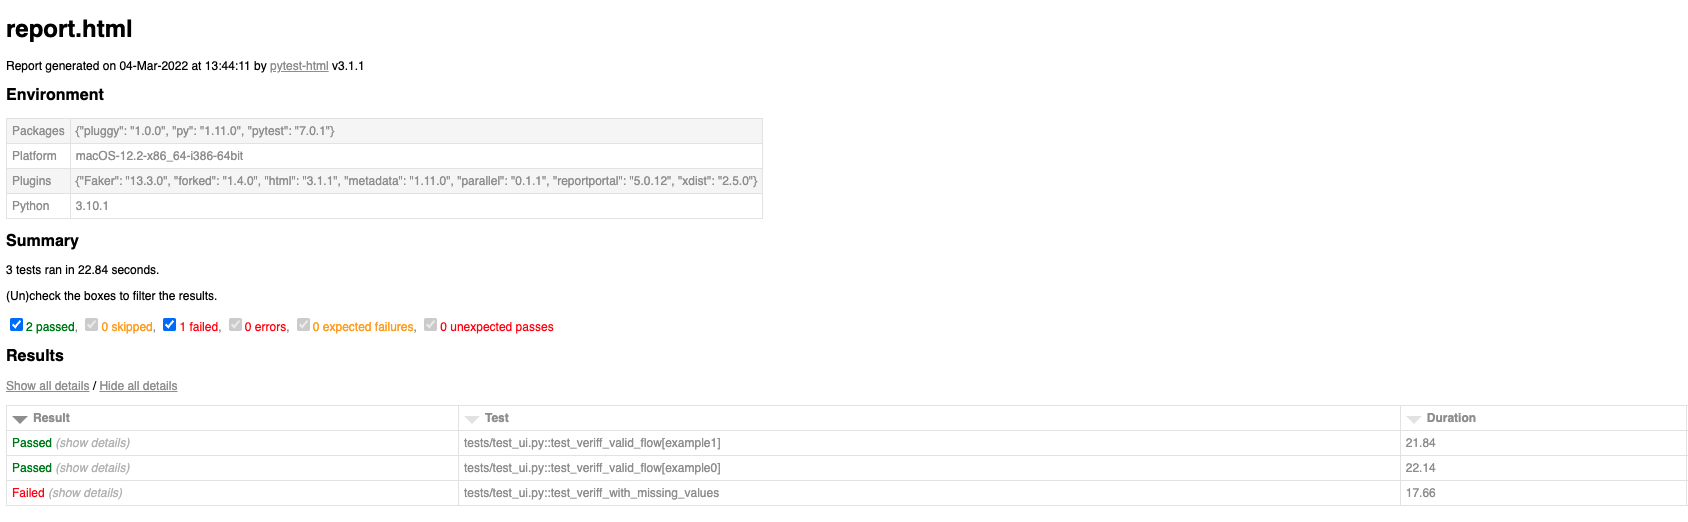 report.html
Report generated on 04-Mar-2022 at 13:44:11 by pytest-html v3.1.1
Environment
Packages {"pluggy": "1.0.0", "py": "1.11.0", "pytest": "7.0.1"}
Platform macOS-12.2-x86_64-i386-64bit
Plugins {"Faker": "13.3.0", "forked": "1.4.0", "html": "3.1.1", "metadata": "1.11.0", "parallel": "0.1.1", "reportportal": "5.0.12", "xdist": "2.5.0"}
Python 3.10.1
Summary
3 tests ran in 22.84 seconds.
(Un)check the boxes to filter the results.
2 passed, 0 skipped, 1 failed, 0 errors, 0 expected failures, 0 unexpected passes
Results
Show all details / Hide all details
Result Test Duration
Passed (show details) tests/test_ui.py::test_veriff_valid_flow[example1] 21.84
Passed (show details) tests/test_ui.py::test_veriff_valid_flow[example0] 22.14
Failed (show details) tests/test_ui.py::test_veriff_with_missing_values 17.66